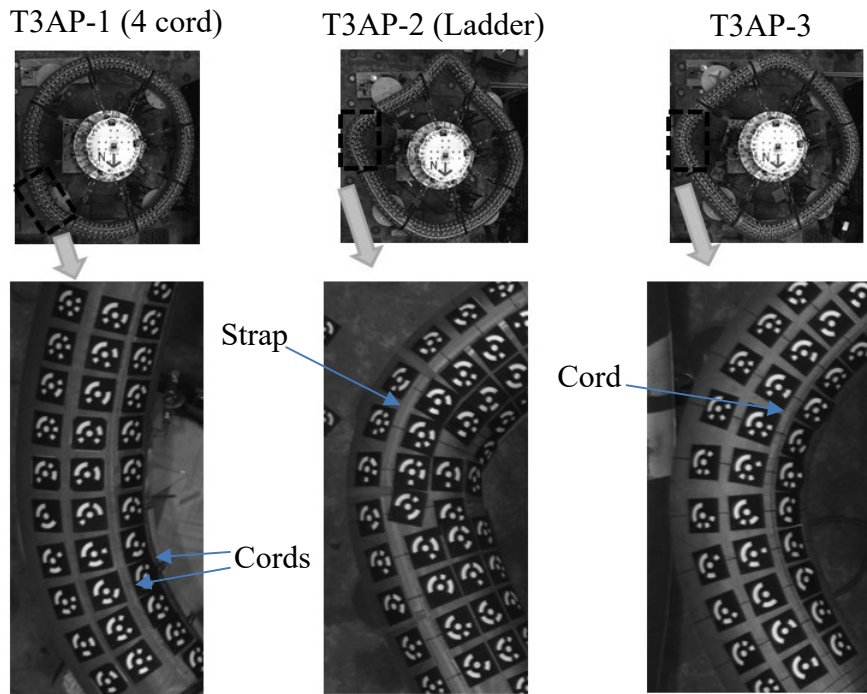 T3AP-1 (4 cord)
T3AP-2 (Ladder)
T3AP-3
N
N
N
Strap
Cord
Cords